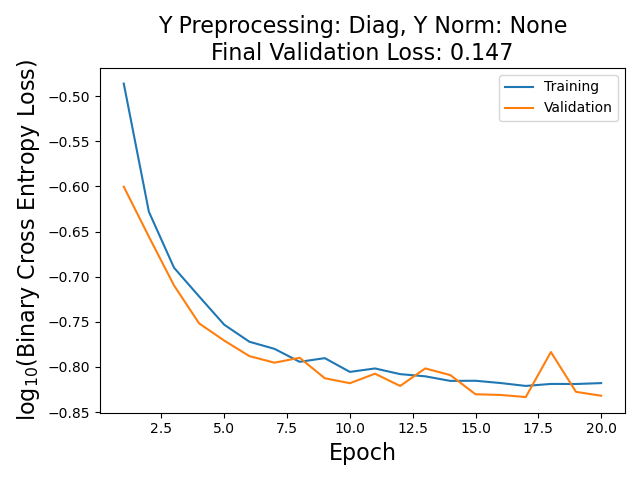 Y Preprocessing: Diag, Y Norm: None
Final Validation Loss: 0.147
Training
Validation
log₁₀(Binary Cross Entropy Loss)
−0.50
−0.55
−0.60
−0.65
−0.70
−0.75
−0.80
−0.85
2.5 5.0 7.5 10.0 12.5 15.0 17.5 20.0
Epoch